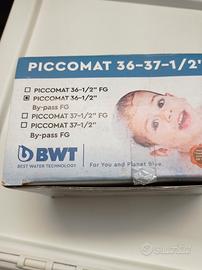 PICCOMAT 36-37-1/2"
PICCOMAT 36-1/2" FG
PICCOMAT 36-1/2"
By-pass FG
PICCOMAT 37-1/2" FG
PICCOMAT 37-1/2"
By-pass FG
BWT
BEST WATER TECHNOLOGY
For You and Planet Blue.
subito